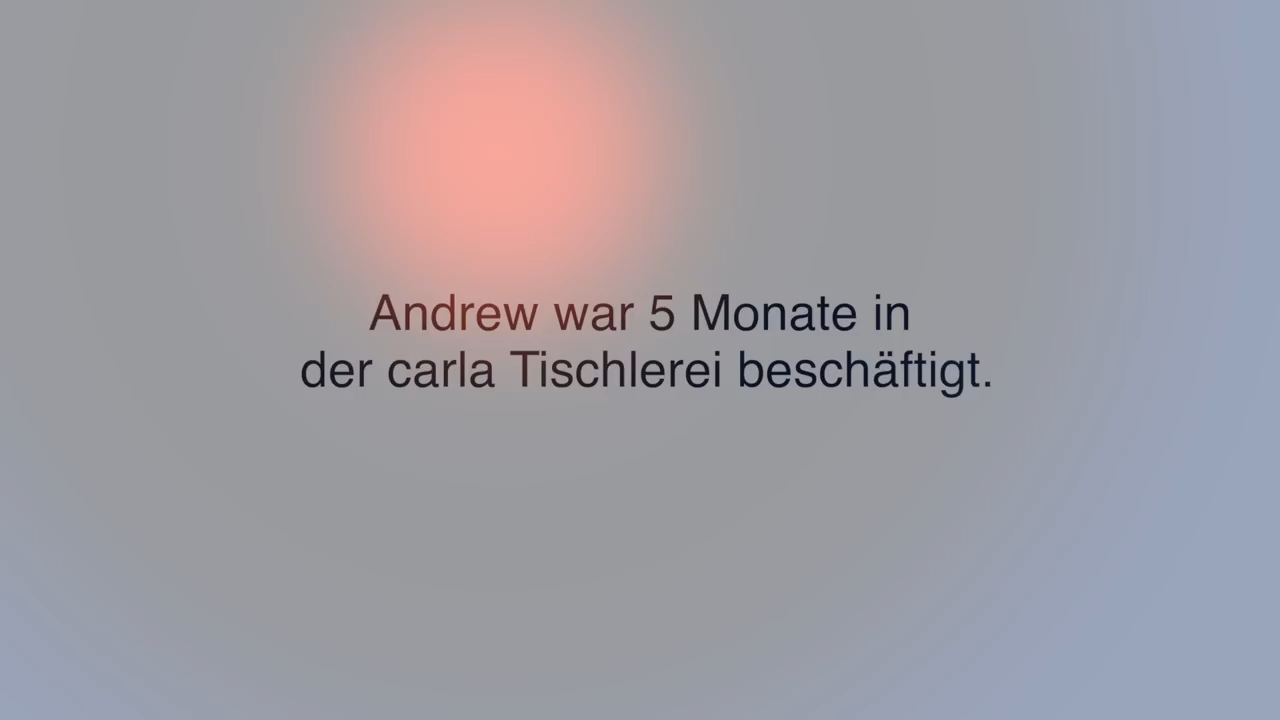 Andrew war 5 Monate in
der carla Tischlerei beschäftigt.